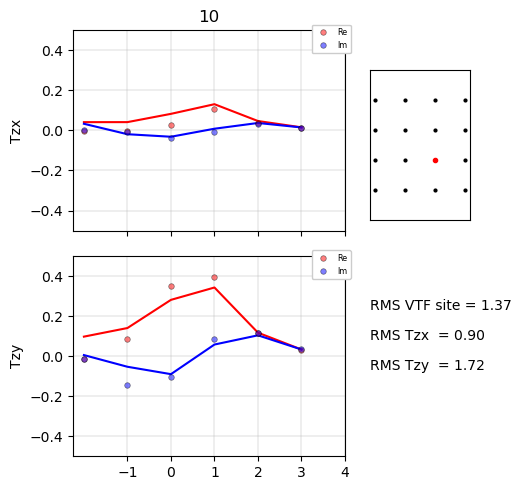 10
Tzx
0.4
0.2
0.0
−0.2
−0.4
Re
Im
Tzy
0.4
0.2
0.0
−0.2
−0.4
Re
Im
−1 0 1 2 3 4
RMS VTF site = 1.37
RMS Tzx = 0.90
RMS Tzy = 1.72